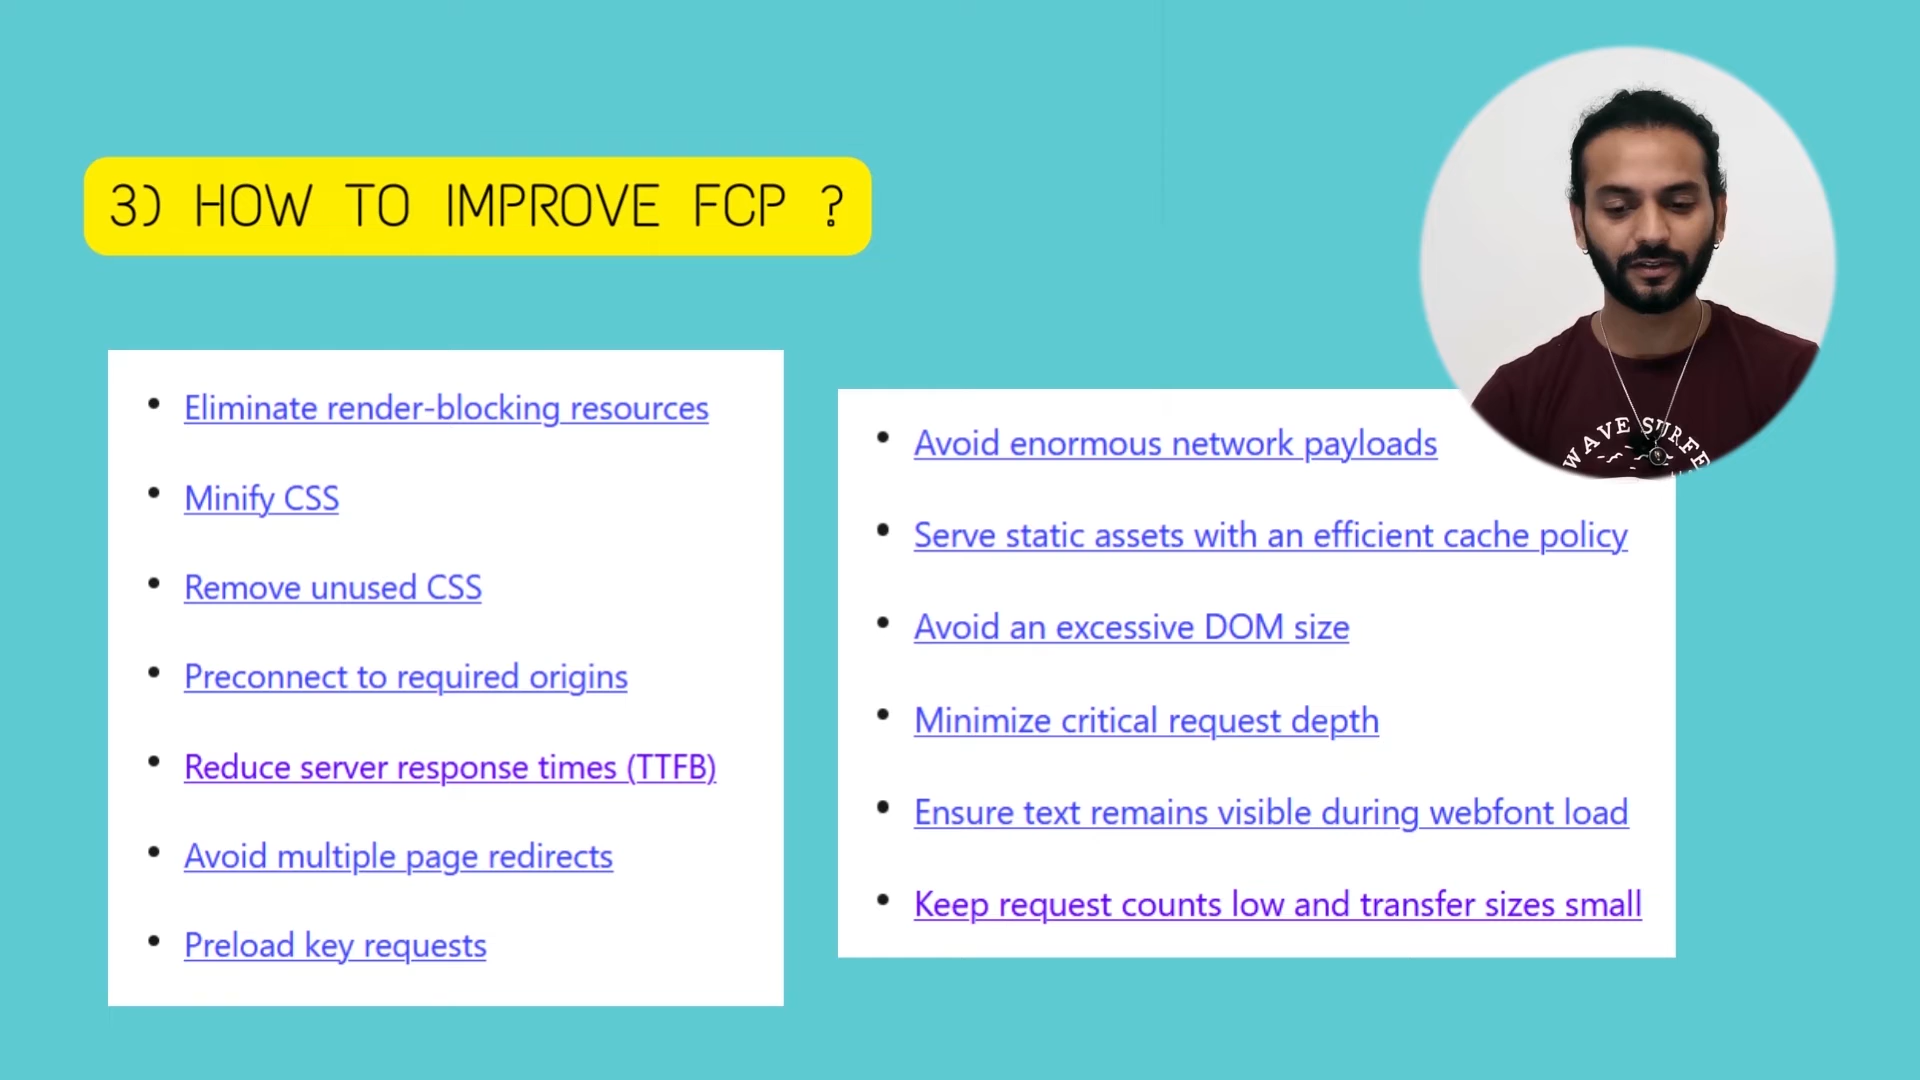 3) HOW TO IMPROVE FCP ?
Eliminate render-blocking resources
Minify CSS
Remove unused CSS
Preconnect to required origins
Reduce server response times (TTFB)
Avoid multiple page redirects
Preload key requests
Avoid enormous network payloads
Serve static assets with an efficient cache policy
Avoid an excessive DOM size
Minimize critical request depth
Ensure text remains visible during webfont load
Keep request counts low and transfer sizes small
WAVE